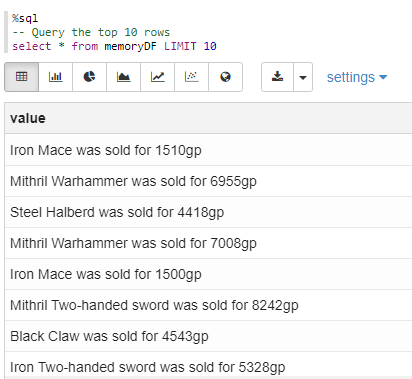 %sql
-- Query the top 10 rows
select * from memoryDF LIMIT 10
settings
value
Iron Mace was sold for 1510gp
Mithril Warhammer was sold for 6955gp
Steel Halberd was sold for 4418gp
Mithril Warhammer was sold for 7008gp
Iron Mace was sold for 1500gp
Mithril Two-handed sword was sold for 8242gp
Black Claw was sold for 4543gp
Iron Two-handed sword was sold for 5328gp